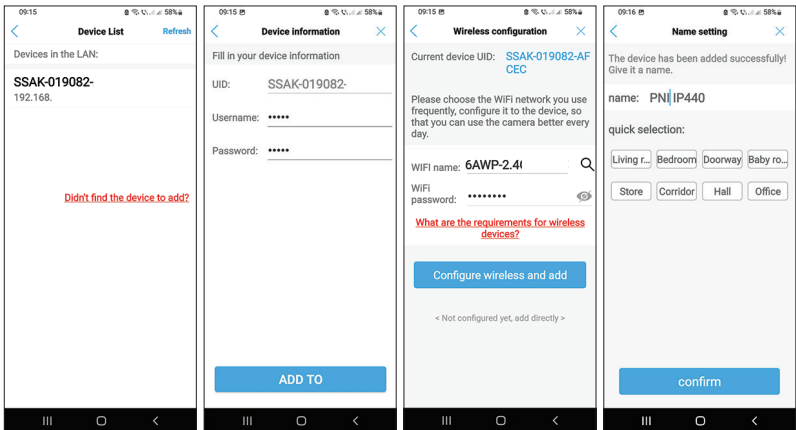 09:15
58%
Device List
Refresh
Devices in the LAN:
SSAK-019082-
192.168.
Didn't find the device to add?
09:15
58%
Device information
Fill in your device information
UID: SSAK-019082-
Username: •••••
Password: •••••
ADD TO
09:15
58%
Wireless configuration
Current device UID: SSAK-019082-AF
CEC
Please choose the WiFi network you use
frequently, configure it to the device, so
that you can use the camera better every
day.
WIFI name: 6AWP-2.4
WiFi
password: ••••••••
What are the requirements for wireless
devices?
Configure wireless and add
< Not configured yet, add directly >
09:16
58%
Name setting
The device has been added successfully!
Give it a name.
name: PNI IP440
quick selection:
Living r... Bedroom Doorway Baby ro...
Store Corridor Hall Office
confirm